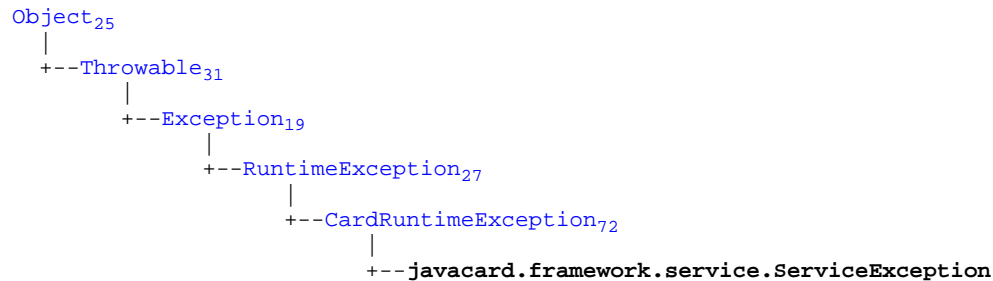 Object25
|
+--Throwable31
|
+--Exception19
|
+--RuntimeException27
|
+--CardRuntimeException72
|
+--javacard.framework.service.ServiceException